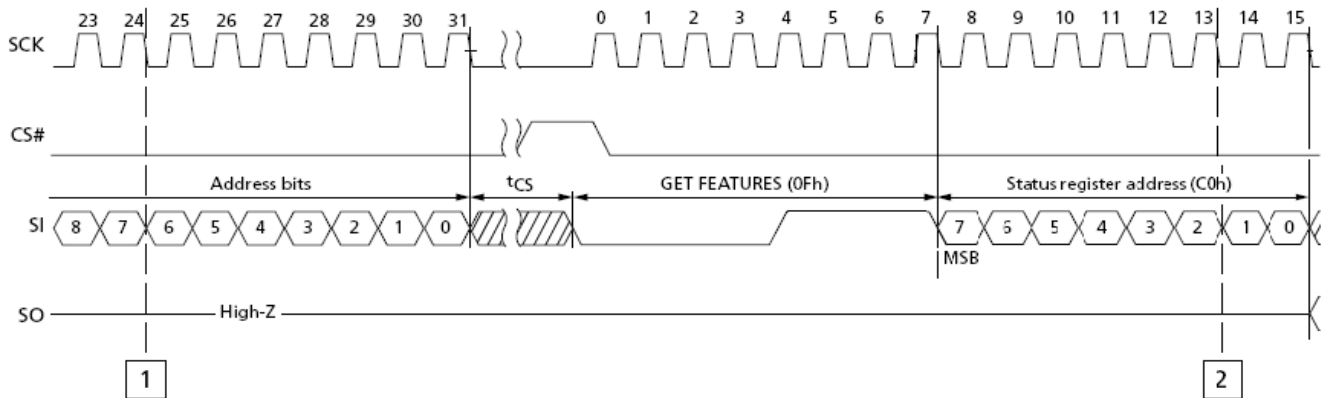 23 24 25 26 27 28 29 30 31 0 1 2 3 4 5 6 7 8 9 10 11 12 13 14 15
SCK
CS#
Address bits tCS GET FEATURES (0Fh) Status register address (C0h)
SI 8 7 6 5 4 3 2 1 0 7 6 5 4 3 2 1 0
MSB
SO High-Z
1 2